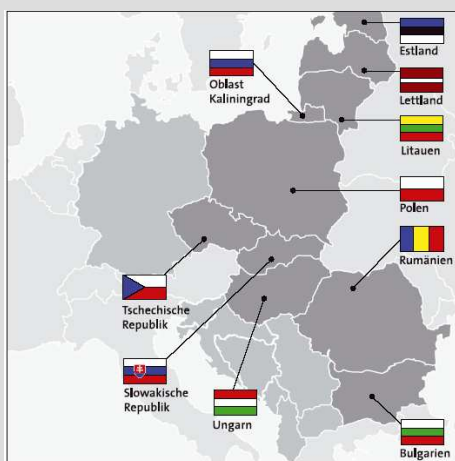 Estland
Oblast
Kaliningrad
Lettland
Litauen
Polen
Rumänien
Tschechische
Republik
Slowakische
Republik
Ungarn
Bulgarien